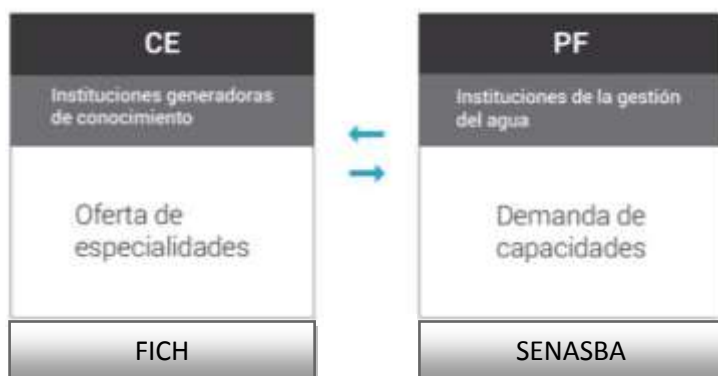 CE
Instituciones generadoras
de conocimiento
Oferta de
especialidades
FICH
PF
Instituciones de la gestión
del agua
Demanda de
capacidades
SENASBA